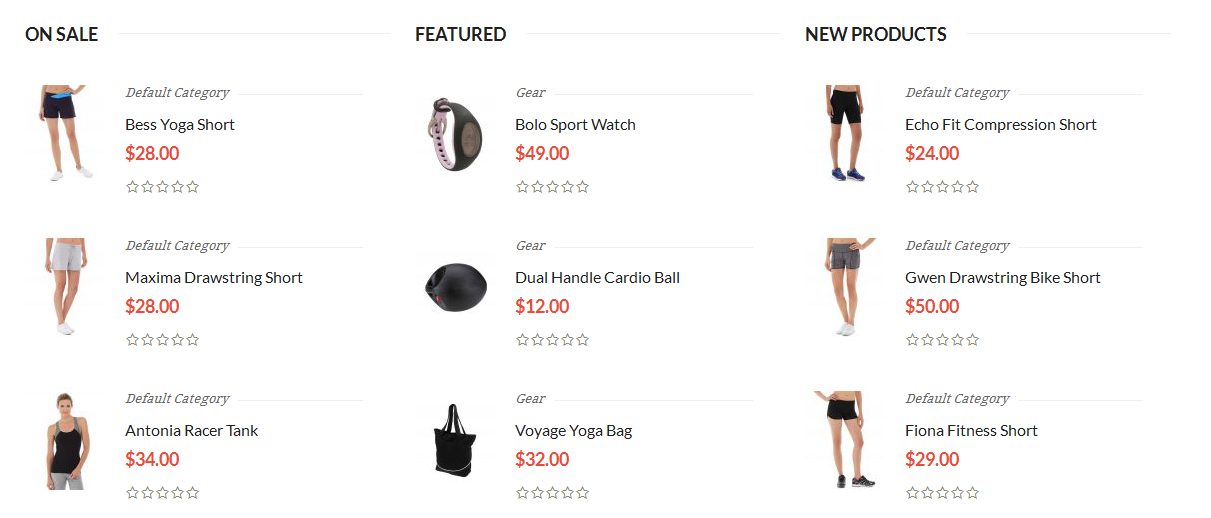 ON SALE
Default Category
Bess Yoga Short
$28.00
Default Category
Maxima Drawstring Short
$28.00
Default Category
Antonia Racer Tank
$34.00
FEATURED
Gear
Bolo Sport Watch
$49.00
Gear
Dual Handle Cardio Ball
$12.00
Gear
Voyage Yoga Bag
$32.00
NEW PRODUCTS
Default Category
Echo Fit Compression Short
$24.00
Default Category
Gwen Drawstring Bike Short
$50.00
Default Category
Fiona Fitness Short
$29.00